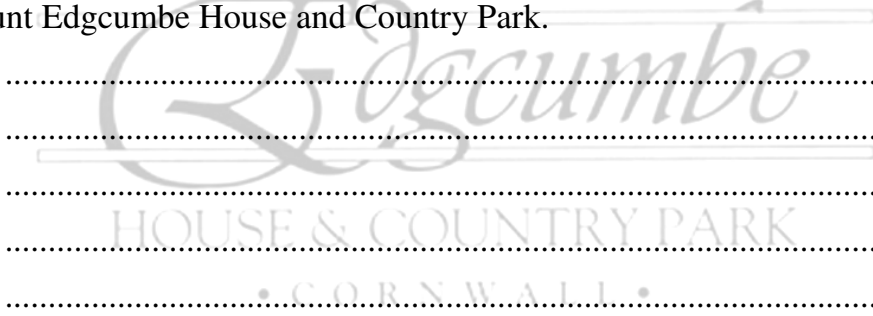 unt Edgcumbe House and Country Park.
Edgcumbe
HOUSE & COUNTRY PARK
• CORNWALL •